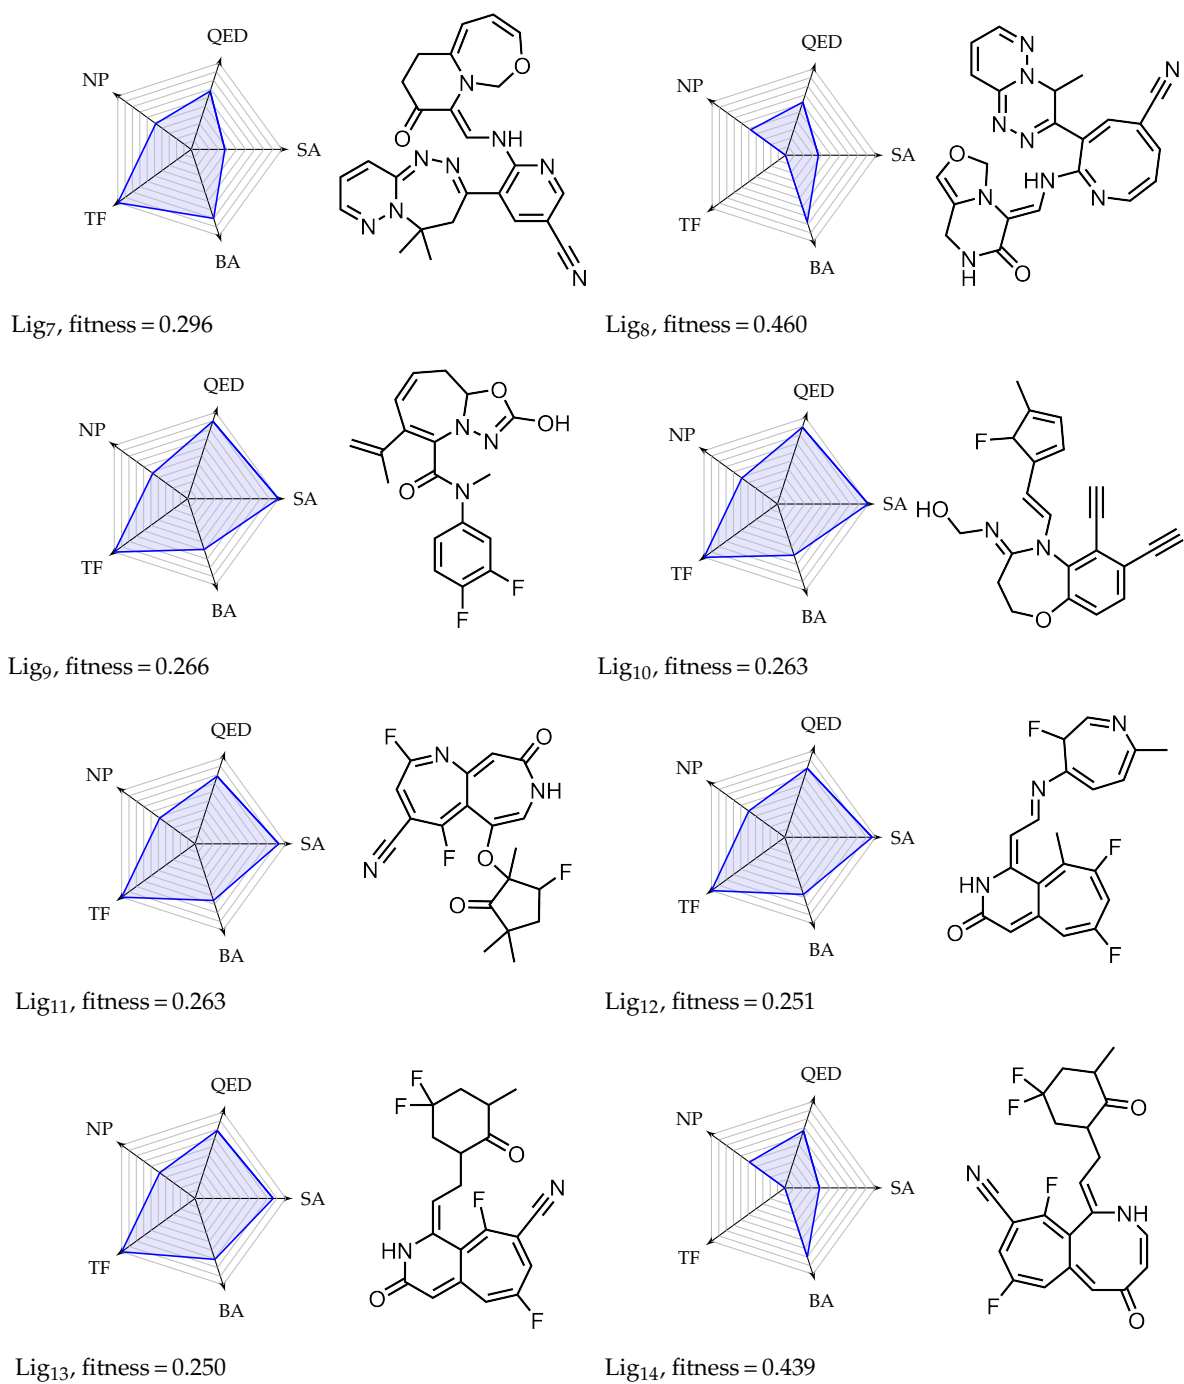 QED
NP
SA
TF
BA
O
N
O
NH
N
N
N
N
N
N
N
Lig7, fitness = 0.296
QED
NP
SA
TF
BA
N
N
N
N
N
O
N
HN
N
N
H
O
Lig8, fitness = 0.460
QED
NP
SA
TF
BA
O
N
N
OH
O
N
F
F
Lig9, fitness = 0.266
QED
NP
SA
TF
BA
F
HO
N
N
O
Lig10, fitness = 0.263
QED
NP
SA
TF
BA
F
N
O
NH
N
F
O
F
O
Lig11, fitness = 0.263
QED
NP
SA
TF
BA
F
N
N
F
HN
O
F
Lig12, fitness = 0.251
QED
NP
SA
TF
BA
F
F
O
F
N
HN
O
F
Lig13, fitness = 0.250
QED
NP
SA
TF
BA
F
F
O
N
F
NH
F
O
Lig14, fitness = 0.439